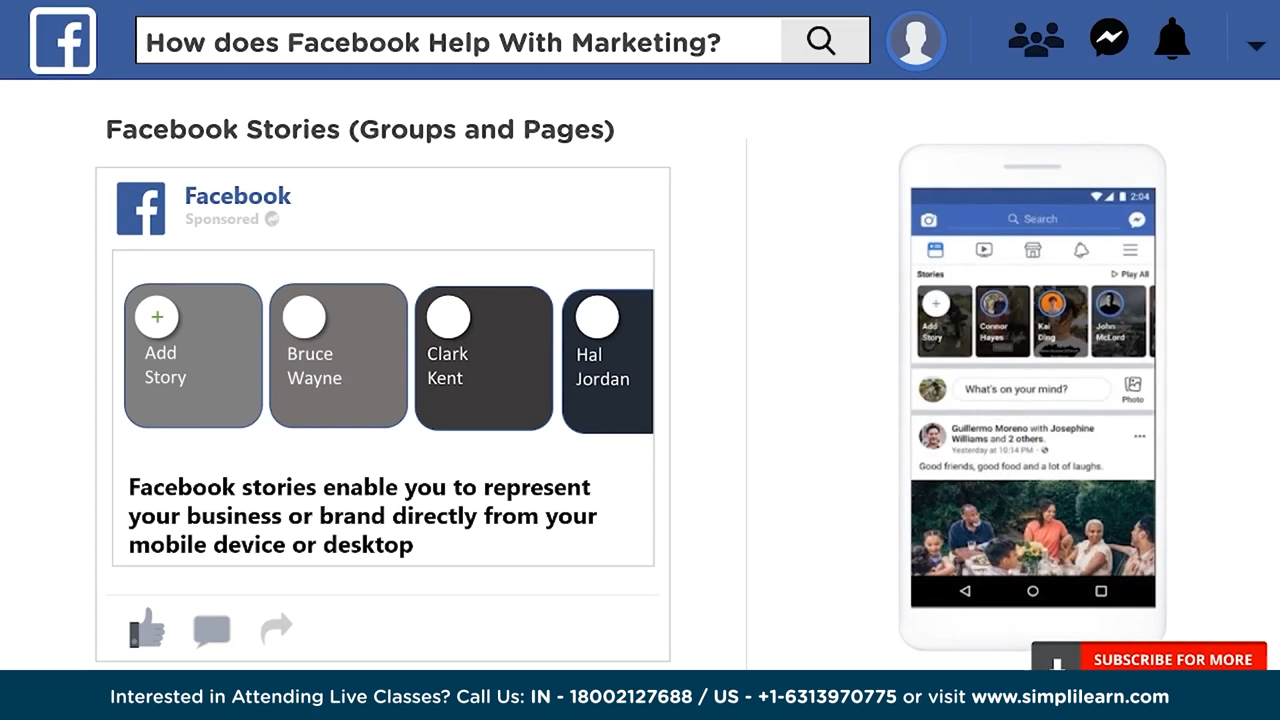 How does Facebook Help With Marketing?
Facebook Stories (Groups and Pages)
Facebook
Sponsored
Add
Story
Bruce
Wayne
Clark
Kent
Hal
Jordan
Facebook stories enable you to represent
your business or brand directly from your
mobile device or desktop
2:04
Search
Stories
Play All
Add
Story
Connor
Hayes
Kai
Ding
John
McLord
What's on your mind?
Photo
Guillermo Moreno with Josephine
Williams and 2 others.
Yesterday at 10:14 PM ·
Good friends, good food and a lot of laughs.
SUBSCRIBE FOR MORE
Interested in Attending Live Classes? Call Us: IN - 18002127688 / US - +1-6313970775 or visit www.simplilearn.com